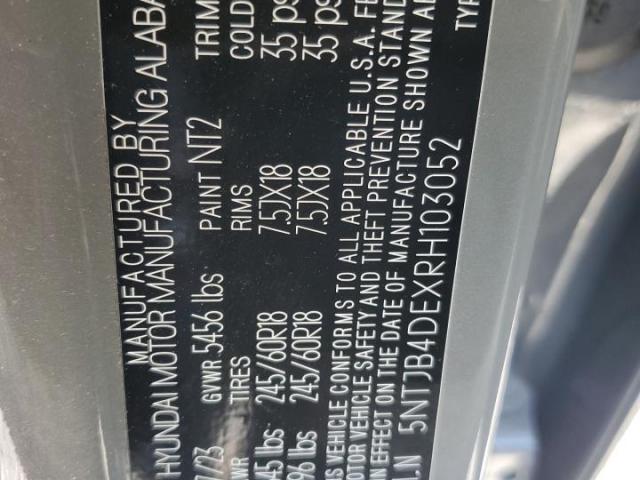 MANUFACTURED BY
HYUNDAI MOTOR MANUFACTURING ALABA
7/23 GVWR 5456 lbs PAINT NT2 TRIM
WR TIRES RIMS COLD
45 lbs 245/60R18 7.5JX18 35 ps
96 lbs 245/60R18 7.5JX18 35 ps
IS VEHICLE CONFORMS TO ALL APPLICABLE U.S.A. FE
MOTOR VEHICLE SAFETY AND THEFT PREVENTION STAND
IN EFFECT ON THE DATE OF MANUFACTURE SHOWN AB
I.N 5NTJB4DEXRH103052 TYP